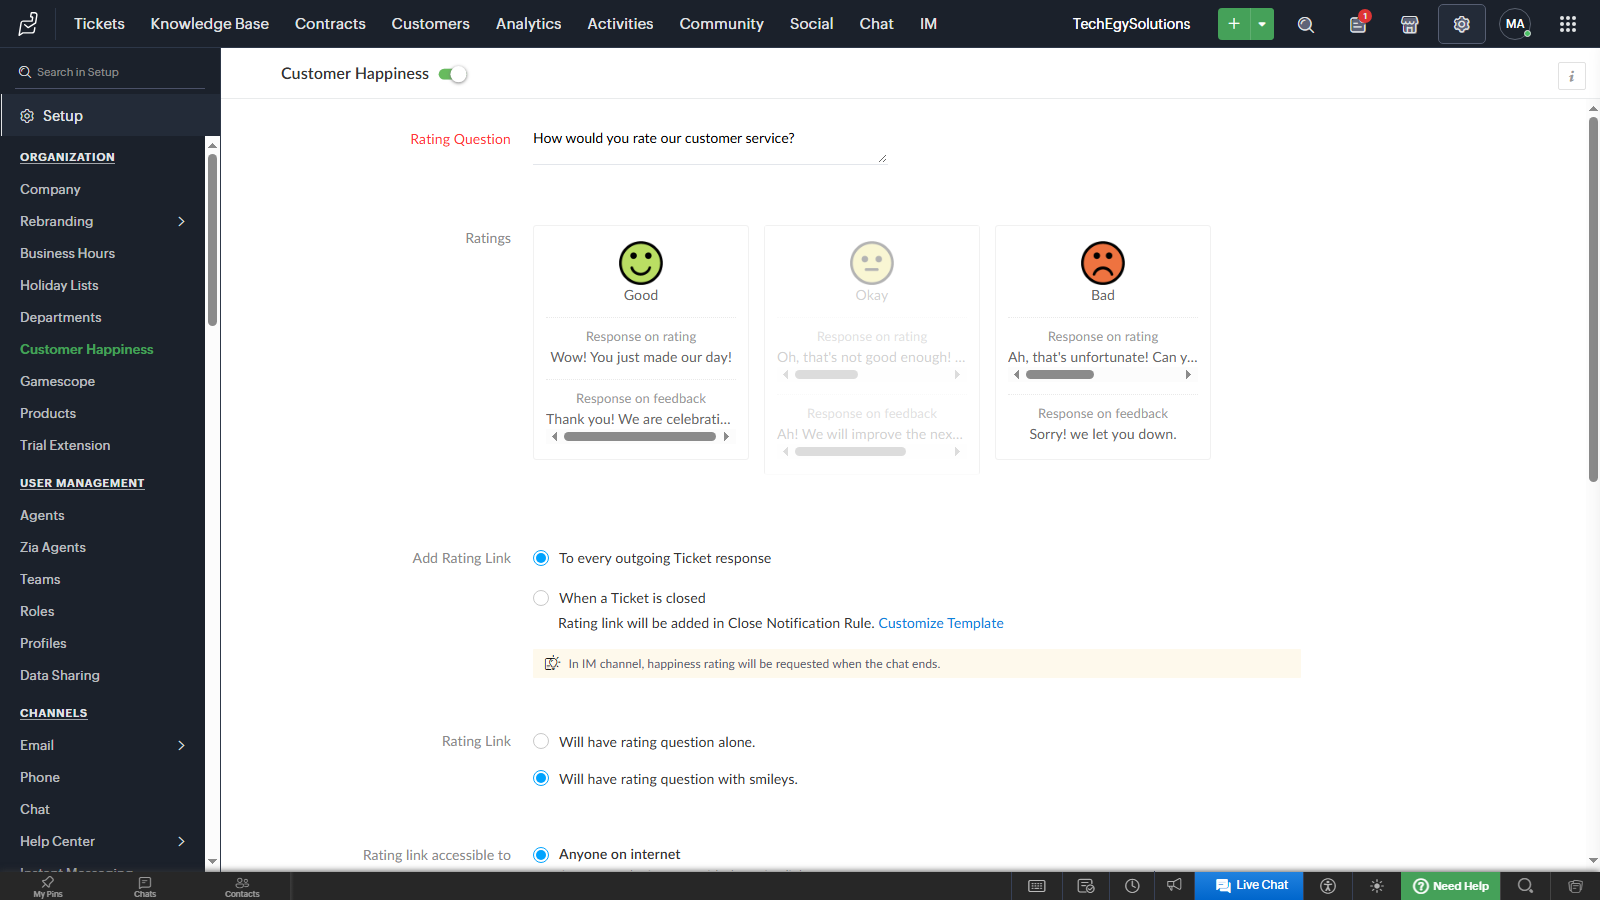 Tickets Knowledge Base Contracts Customers Analytics Activities Community Social Chat IM TechEgySolutions 1 MA
Search in Setup
Customer Happiness
Setup
ORGANIZATION
Company
Rebranding
Business Hours
Holiday Lists
Departments
Customer Happiness
Gamescope
Products
Trial Extension
USER MANAGEMENT
Agents
Zia Agents
Teams
Roles
Profiles
Data Sharing
CHANNELS
Email
Phone
Chat
Help Center
Instant Messaging
Rating Question
How would you rate our customer service?
Ratings
Good
Response on rating
Wow! You just made our day!
Response on feedback
Thank you! We are celebrati...
Okay
Response on rating
Oh, that's not good enough! ...
Response on feedback
Ah! We will improve the nex...
Bad
Response on rating
Ah, that's unfortunate! Can y...
Response on feedback
Sorry! we let you down.
Add Rating Link
To every outgoing Ticket response
When a Ticket is closed
Rating link will be added in Close Notification Rule. Customize Template
In IM channel, happiness rating will be requested when the chat ends.
Rating Link
Will have rating question alone.
Will have rating question with smileys.
Rating link accessible to
Anyone on internet
My Pins
Chats
Contacts
Live Chat
Need Help